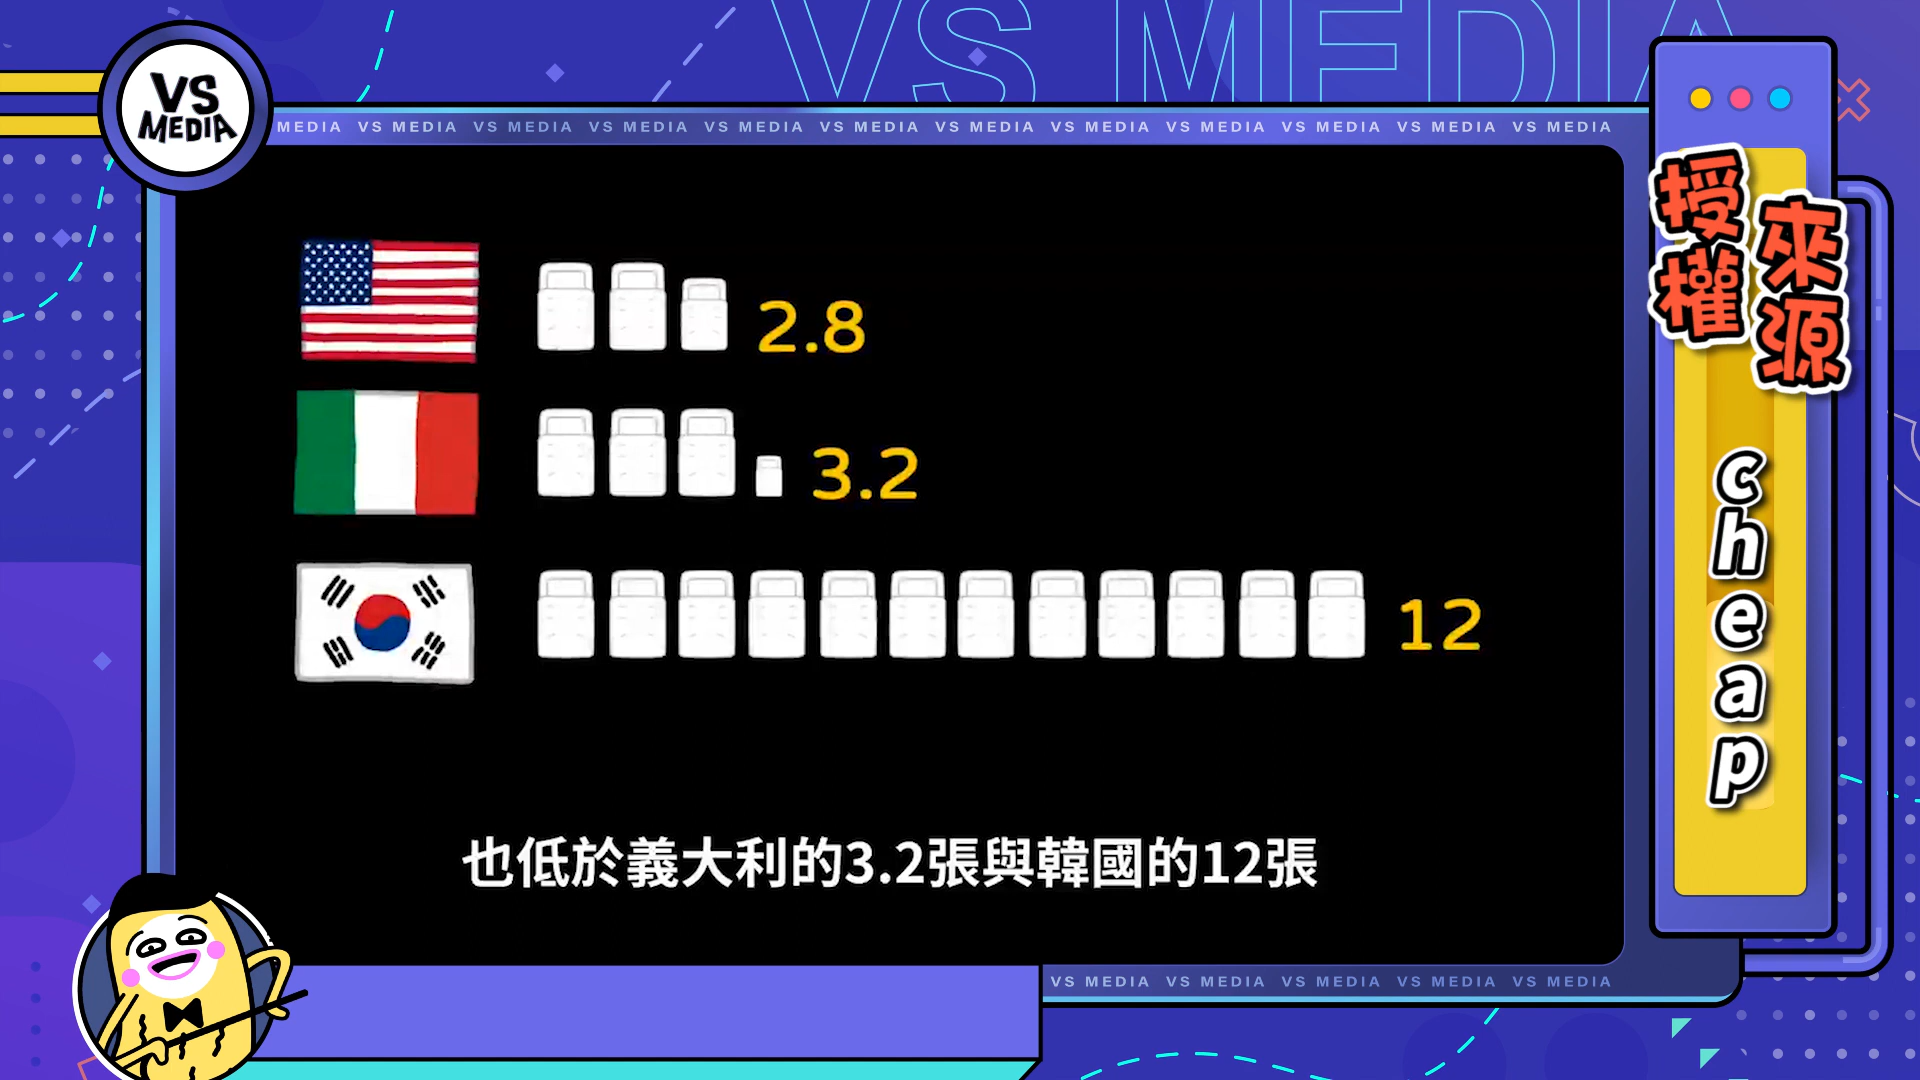 VS MEDIA
VS
MEDIA
MEDIA VS MEDIA VS MEDIA VS MEDIA VS MEDIA VS MEDIA VS MEDIA VS MEDIA VS MEDIA VS MEDIA VS MEDIA VS MEDIA
2.8
3.2
12
也低於義大利的3.2張與韓國的12張
授權
來源
cheap
VS MEDIA VS MEDIA VS MEDIA VS MEDIA VS MEDIA